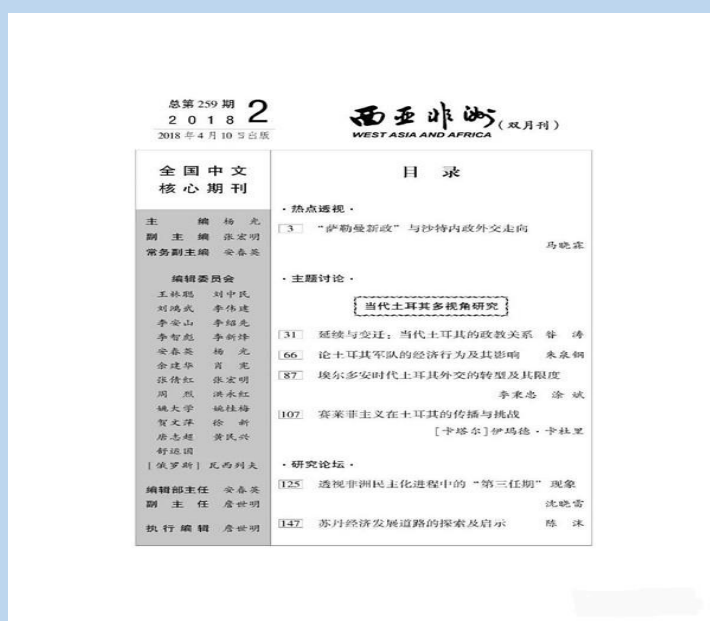 总第 259 期 2
2 0 1 8
2018 年 4 月 10 号出版
西亚非洲(双月刊)
WEST ASIA AND AFRICA
全国中文
核心期刊
主 编 杨 光
副 主 编 张宏明
常务副主编 安春英
编辑委员会
王林聪 刘中民
刘鸿武 李伟建
李安山 李绍先
李智彪 李新烽
安春英 杨 光
余建华 肖 宪
张倩红 张宏明
周 烈 洪永红
姚大学 姚桂梅
贺文萍 徐 新
唐志超 黄民兴
舒运国
[俄罗斯] 瓦西列夫
编辑部主任 安春英
副 主 任 詹世明
执行编辑 詹世明
目 录
·热点透视·
3 “萨勒曼新政”与沙特内政外交走向
马晓霖
·主题讨论·
当代土耳其多视角研究
31 延续与变迁：当代土耳其的政教关系 昝 涛
66 论土耳其军队的经济行为及其影响 朱泉钢
87 埃尔多安时代土耳其外交的转型及其限度
李秉忠 涂 斌
107 赛莱菲主义在土耳其的传播与挑战
[卡塔尔]伊玛德·卡杜里
·研究论坛·
125 透视非洲民主化进程中的“第三任期”现象
沈晓雷
147 苏丹经济发展道路的探索及启示 陈 沫